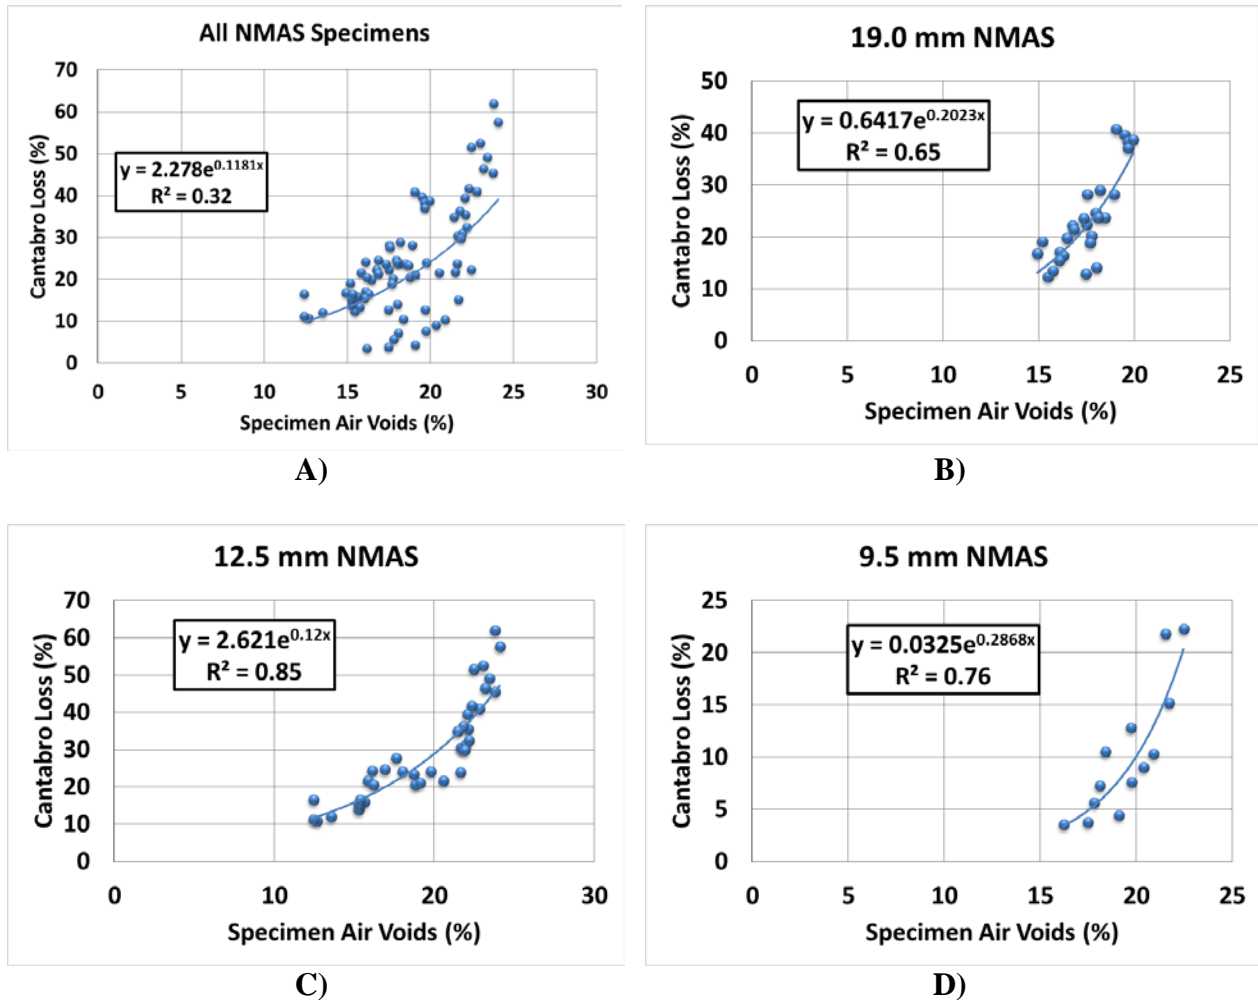 All NMAS Specimens
70
60
50
40
30
20
10
0
Cantabro Loss (%)
y = 2.278e^0.1181x
R² = 0.32
0 5 10 15 20 25 30
Specimen Air Voids (%)
A)
19.0 mm NMAS
50
40
30
20
10
0
Cantabro Loss (%)
y = 0.6417e^0.2023x
R² = 0.65
0 5 10 15 20 25
Specimen Air Voids (%)
B)
12.5 mm NMAS
70
60
50
40
30
20
10
0
Cantabro Loss (%)
y = 2.621e^0.12x
R² = 0.85
0 10 20 30
Specimen Air Voids (%)
C)
9.5 mm NMAS
25
20
15
10
5
0
Cantabro Loss (%)
y = 0.0325e^0.2868x
R² = 0.76
0 5 10 15 20 25
Specimen Air Voids (%)
D)